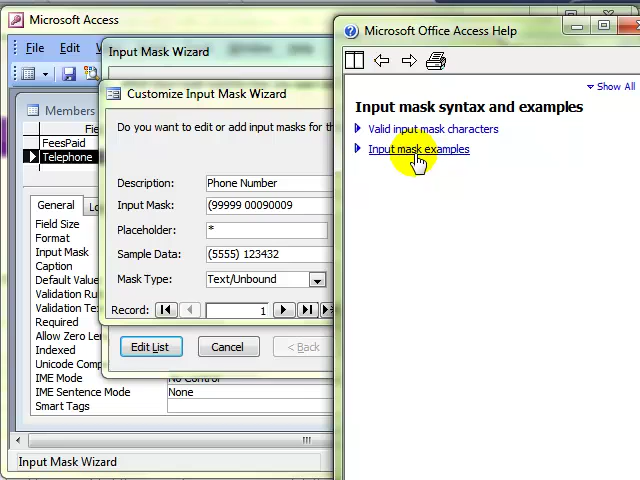 Microsoft Access
File Edit
Input Mask Wizard
Members
FeesPaid
Telephone
General
Field Size
Format
Input Mask
Caption
Default Value
Validation Ru
Validation Tex
Required
Allow Zero Len
Indexed
Unicode Comp
IME Mode
No Control
IME Sentence Mode
None
Smart Tags
Input Mask Wizard
Customize Input Mask Wizard
Do you want to edit or add input masks for th
Description: Phone Number
Input Mask: (99999 00090009
Placeholder: *
Sample Data: (5555) 123432
Mask Type: Text/Unbound
Record: 1
Edit List Cancel < Back
Microsoft Office Access Help
Show All
Input mask syntax and examples
Valid input mask characters
Input mask examples